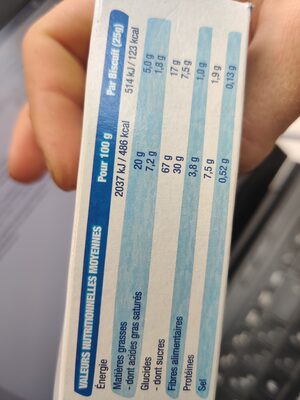 VALEURS NUTRITIONNELLES MOYENNES Pour 100 g Par Biscuit (25g)
Énergie 2037 kJ / 486 kcal 514 kJ / 123 kcal
Matières grasses 20 g 5,0 g
- dont acides gras saturés 7,2 g 1,8 g
Glucides 67 g 17 g
- dont sucres 30 g 7,5 g
Fibres alimentaires 3,8 g 1,0 g
Protéines 7,5 g 1,9 g
Sel 0,52 g 0,13 g